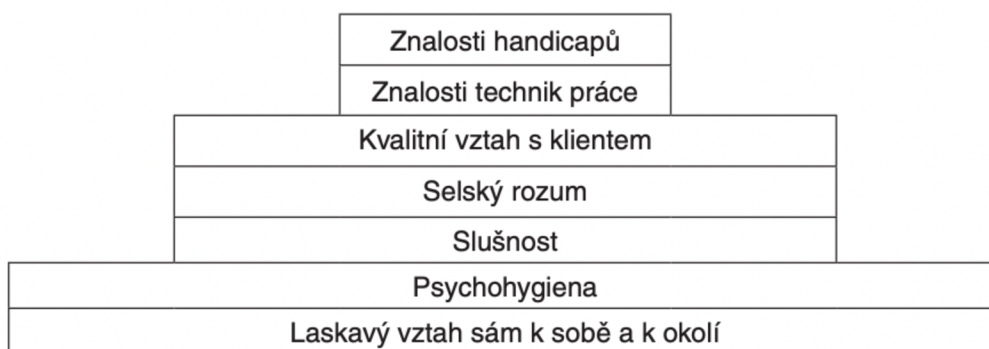 Znalosti handicapů
Znalosti technik práce
Kvalitní vztah s klientem
Selský rozum
Slušnost
Psychohygiena
Laskavý vztah sám k sobě a k okolí